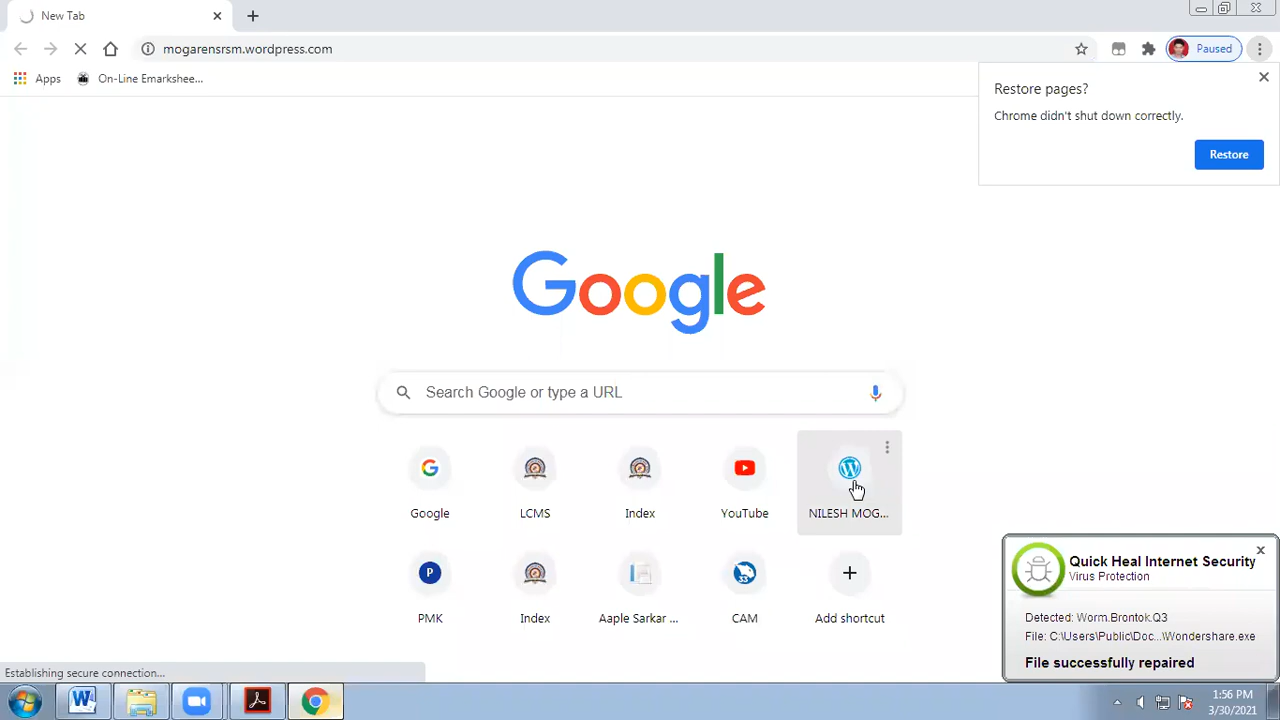 New Tab
mogarensrsm.wordpress.com
Paused
Apps
On-Line Emarkshee...
Restore pages?
Chrome didn't shut down correctly.
Restore
Google
Search Google or type a URL
Google
LCMS
Index
YouTube
NILESH MOG...
P
33
PMK
Index
Aaple Sarkar ...
CAM
Add shortcut
Quick Heal Internet Security
Virus Protection
Detected: Worm.Brontok.Q3
File: C:\Users\Public\Doc...\Wondershare.exe
File successfully repaired
Establishing secure connection...
1:56 PM
3/30/2021